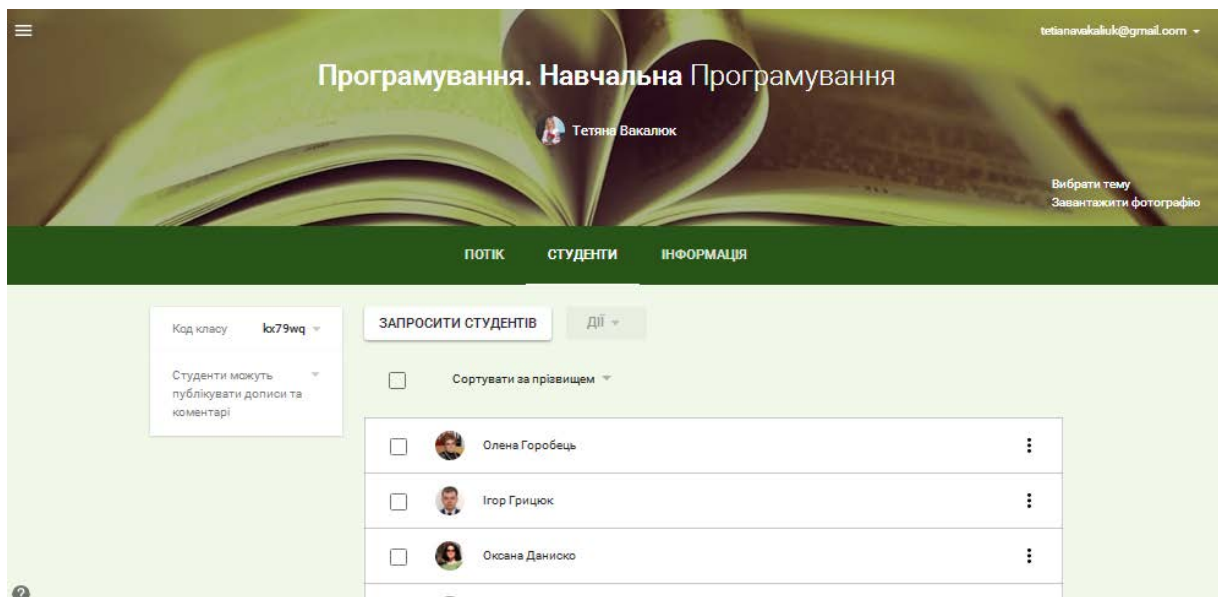 tetianavakaliuk@gmail.com
Програмування. Навчальна Програмування
Тетяна Вакалюк
Вибрати тему
Завантажити фотографію
ПОТІК СТУДЕНТИ ІНФОРМАЦІЯ
Код класу kx79wq
Студенти можуть
публікувати дописи та
коментарі
ЗАПРОСИТИ СТУДЕНТІВ ДІЇ
Сортувати за прізвищем
Олена Горобець
Ігор Грицюк
Оксана Даниско